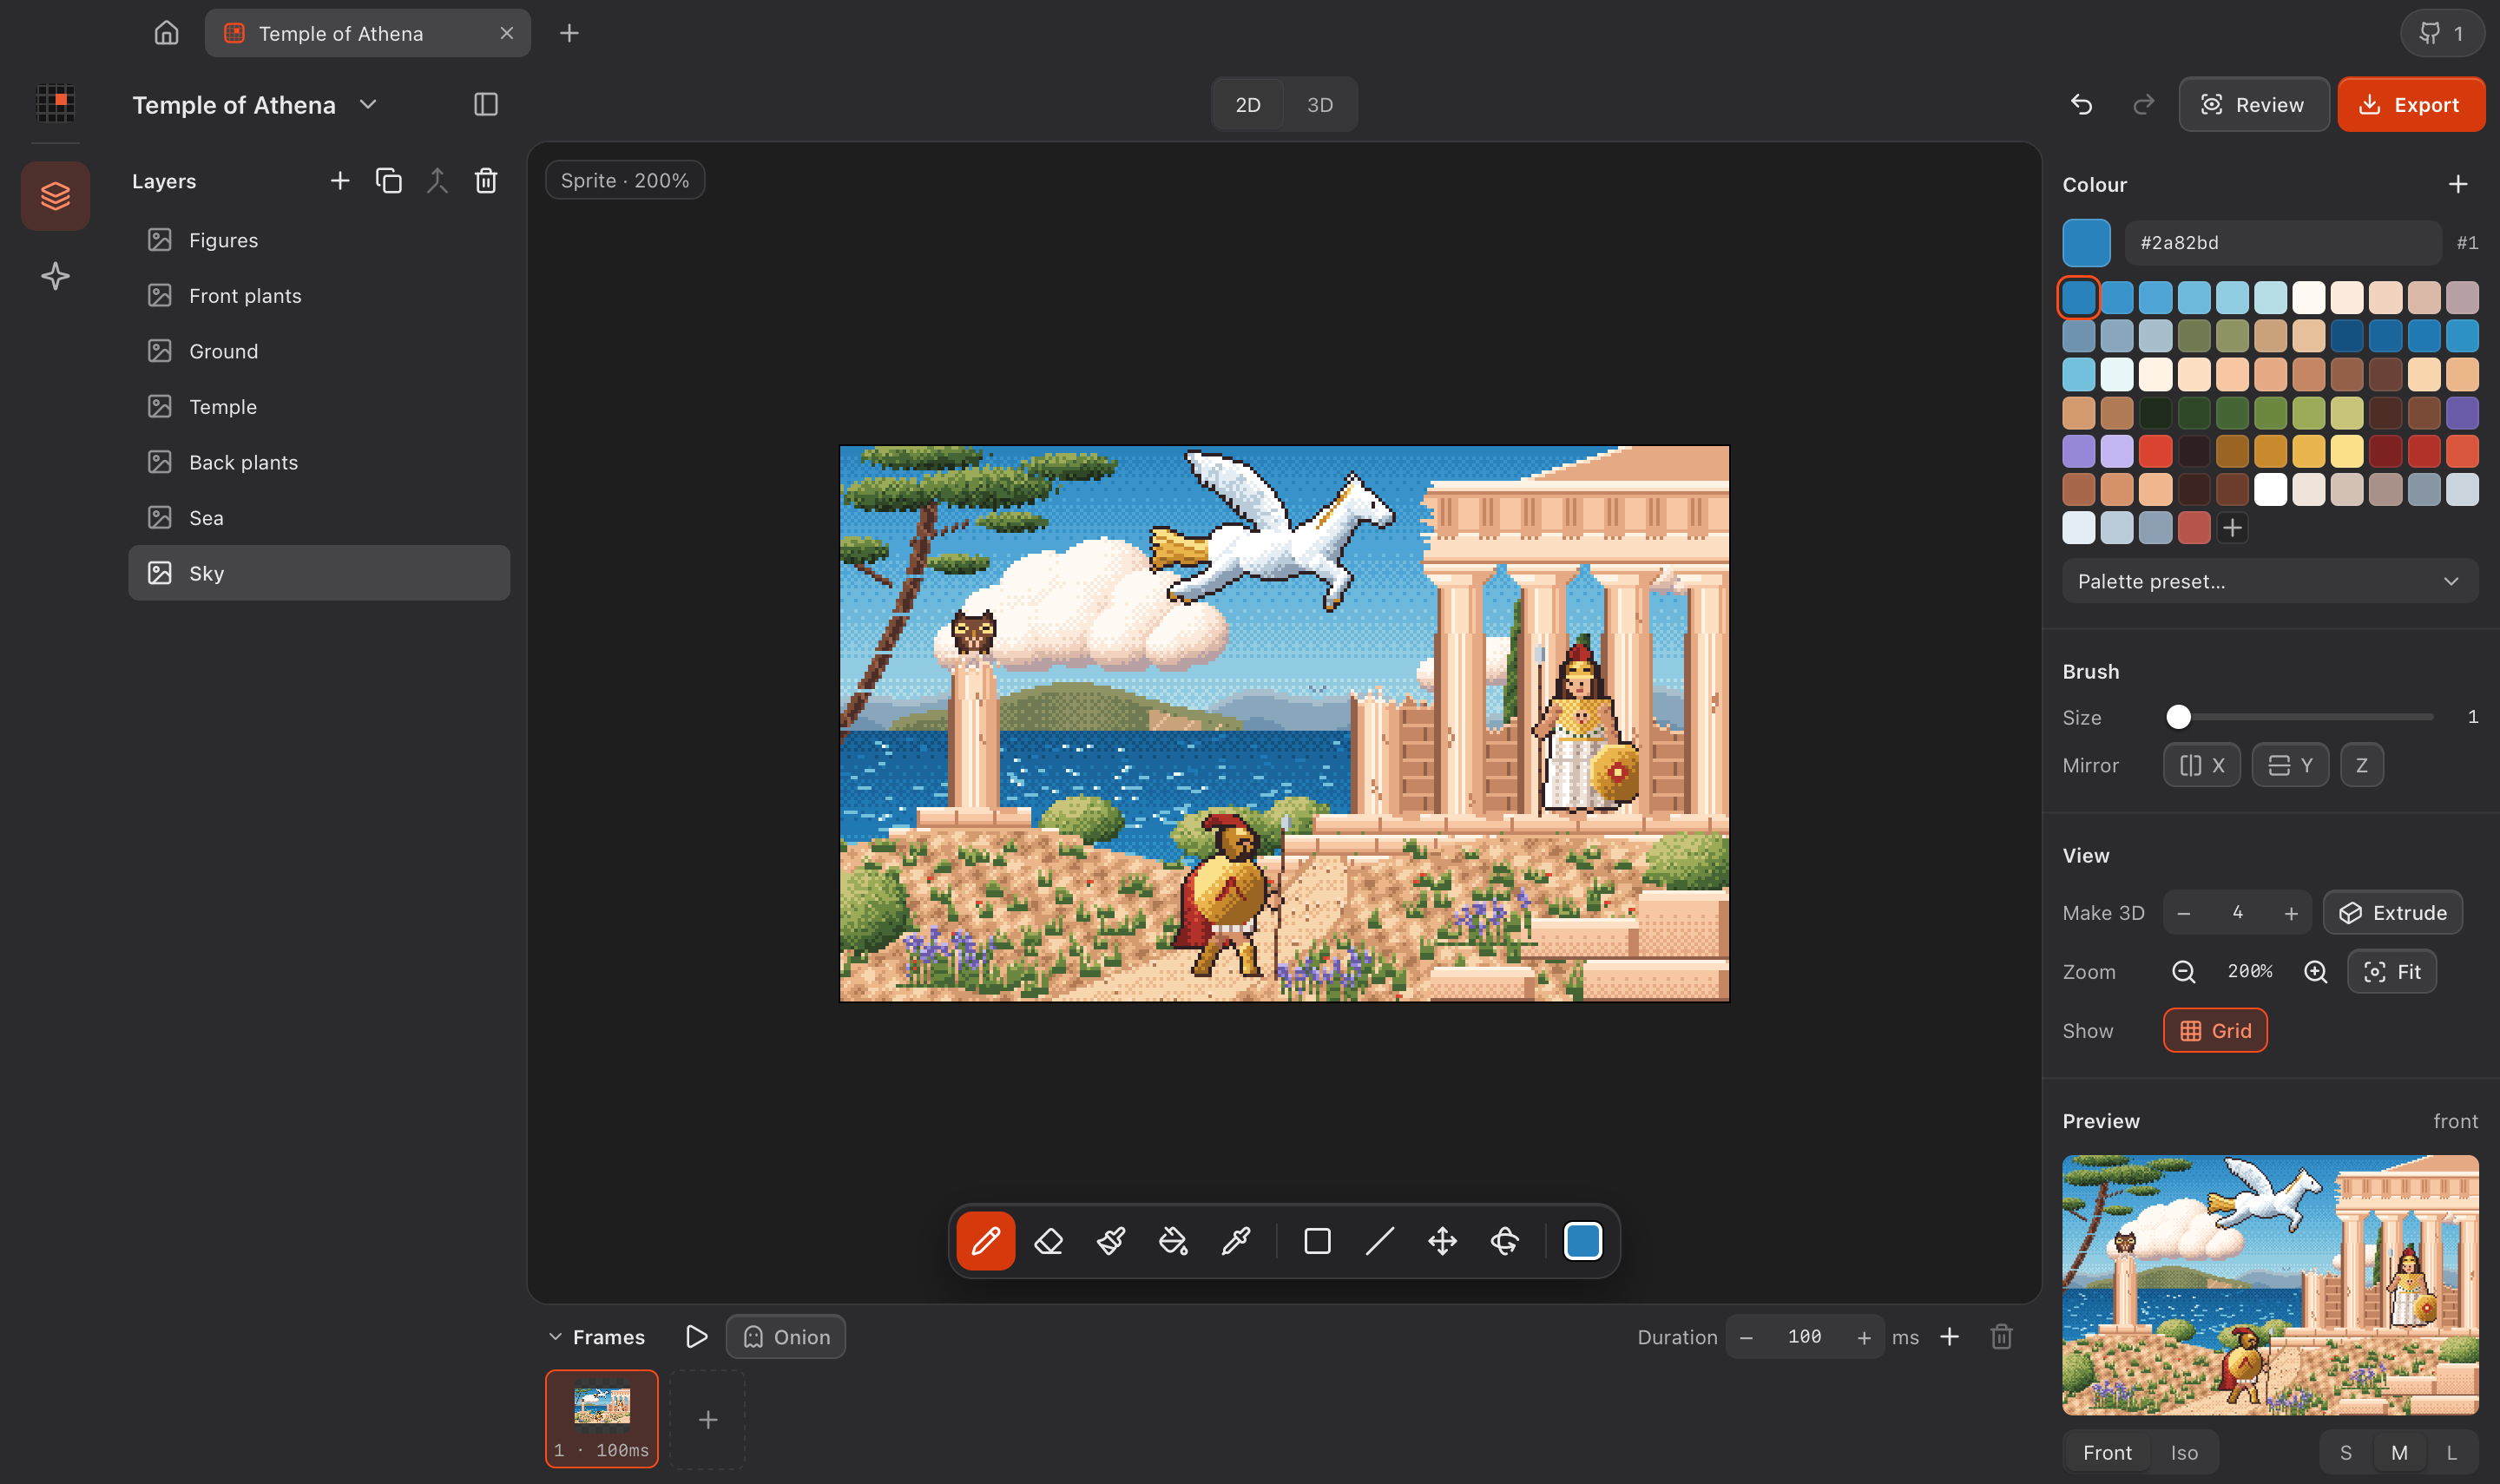 Temple of Athena
1
Temple of Athena
2D 3D
Review
Export
Layers
Figures
Front plants
Ground
Temple
Back plants
Sea
Sky
Sprite · 200%
Colour
#2a82bd #1
Palette preset...
Brush
Size 1
Mirror X Y Z
View
Make 3D 4 Extrude
Zoom 200% Fit
Show Grid
Preview front
Front Iso S M L
Frames Onion
Duration 100 ms
1 · 100ms